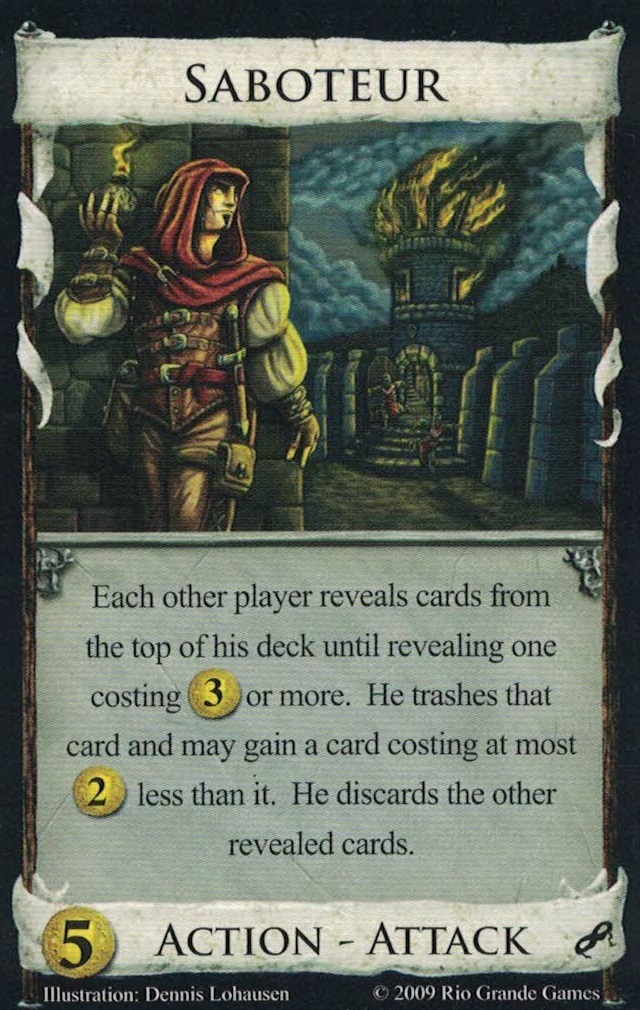 Saboteur
Each other player reveals cards from
the top of his deck until revealing one
costing 3 or more. He trashes that
card and may gain a card costing at most
2 less than it. He discards the other
revealed cards.
5 Action - Attack
Illustration: Dennis Lohausen © 2009 Rio Grande Games